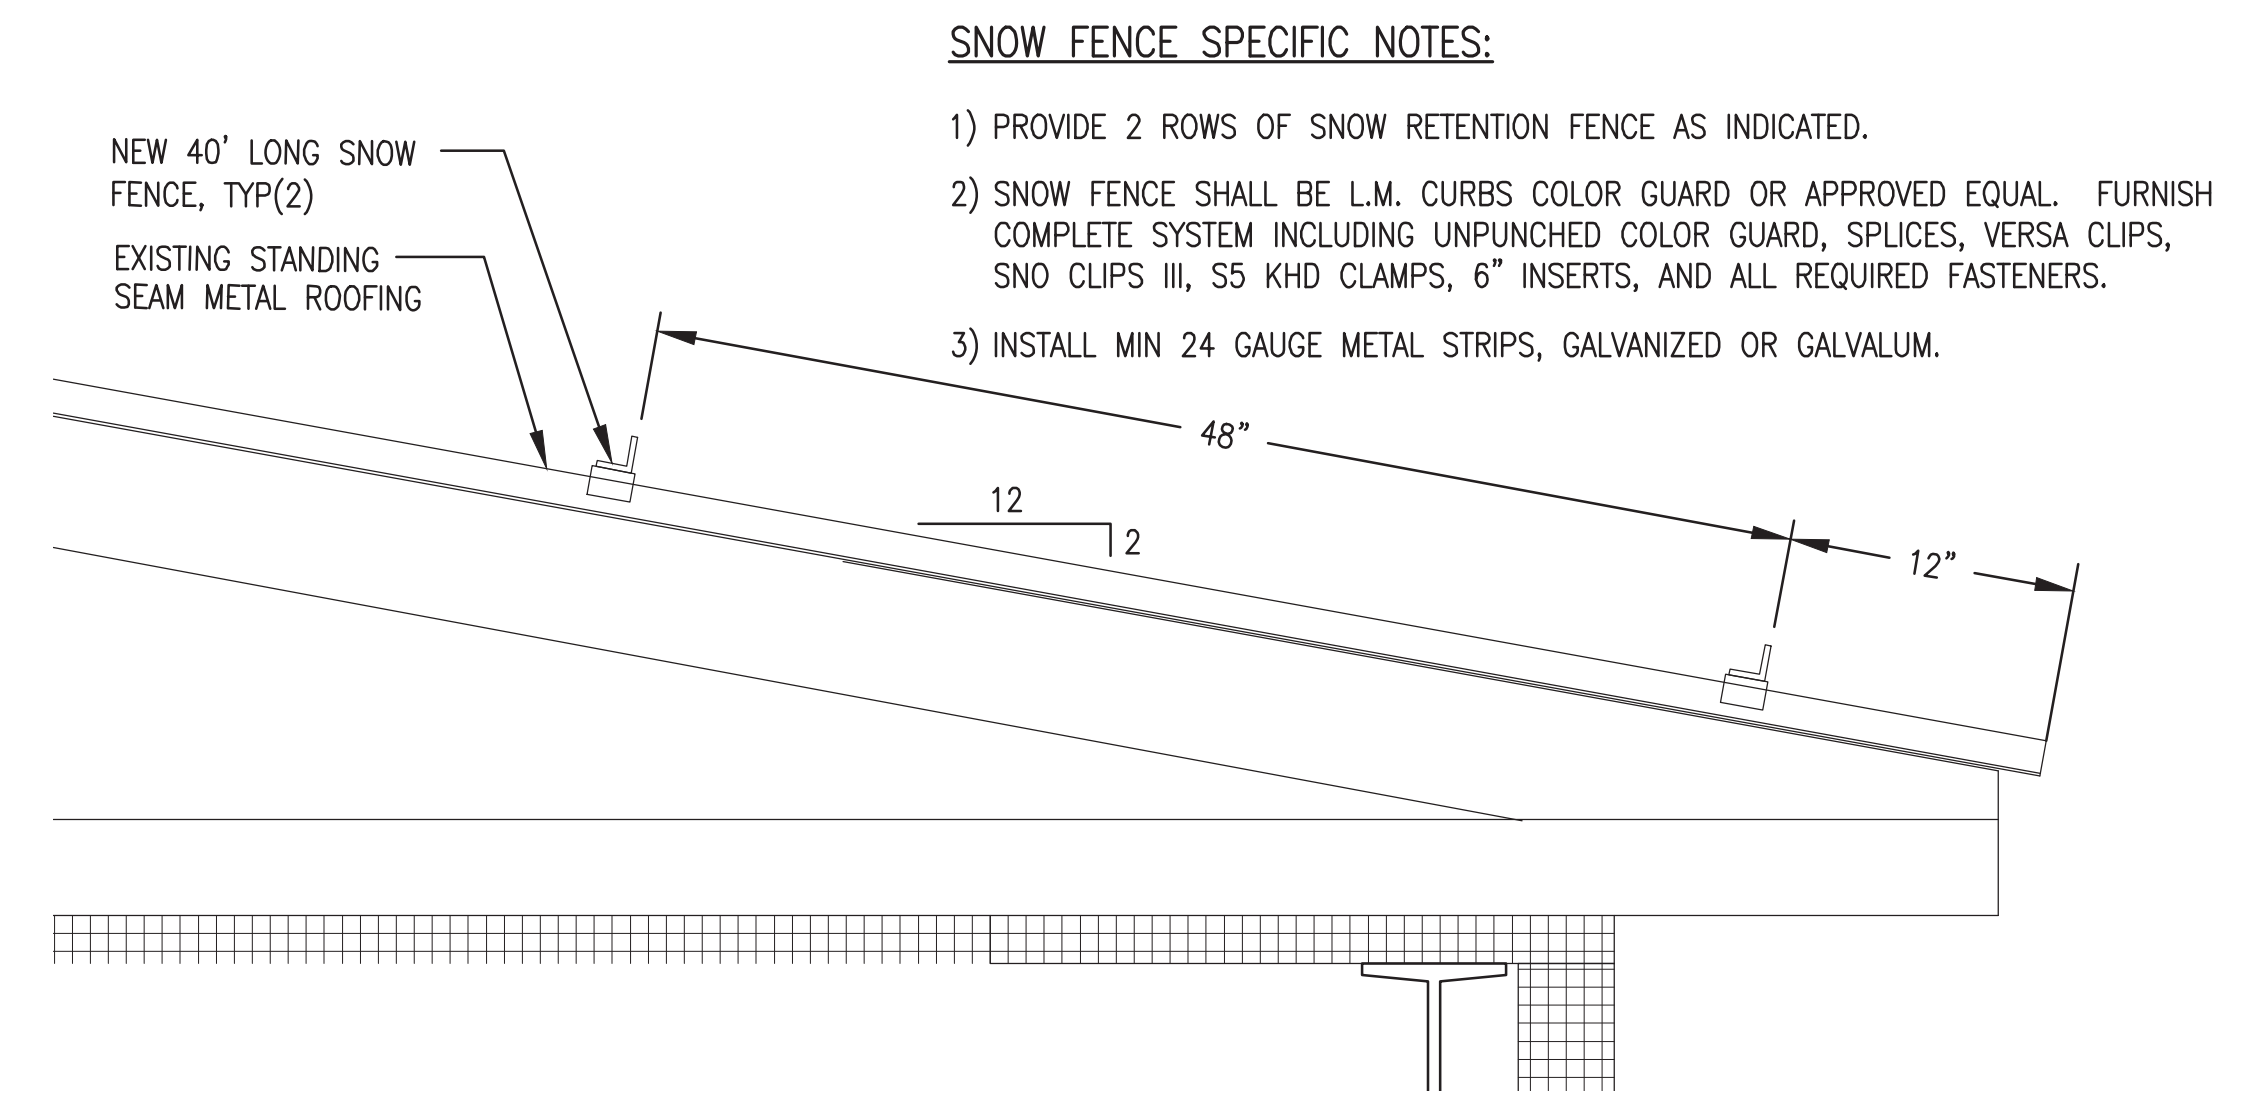 SNOW FENCE SPECIFIC NOTES:
1) PROVIDE 2 ROWS OF SNOW RETENTION FENCE AS INDICATED.
2) SNOW FENCE SHALL BE L.M. CURBS COLOR GUARD OR APPROVED EQUAL. FURNISH
COMPLETE SYSTEM INCLUDING UNPUNCHED COLOR GUARD, SPLICES, VERSA CLIPS,
SNO CLIPS III, S5 KHD CLAMPS, 6” INSERTS, AND ALL REQUIRED FASTENERS.
3) INSTALL MIN 24 GAUGE METAL STRIPS, GALVANIZED OR GALVALUM.
NEW 40' LONG SNOW
FENCE, TYP(2)
EXISTING STANDING
SEAM METAL ROOFING
48”
12
2
12”